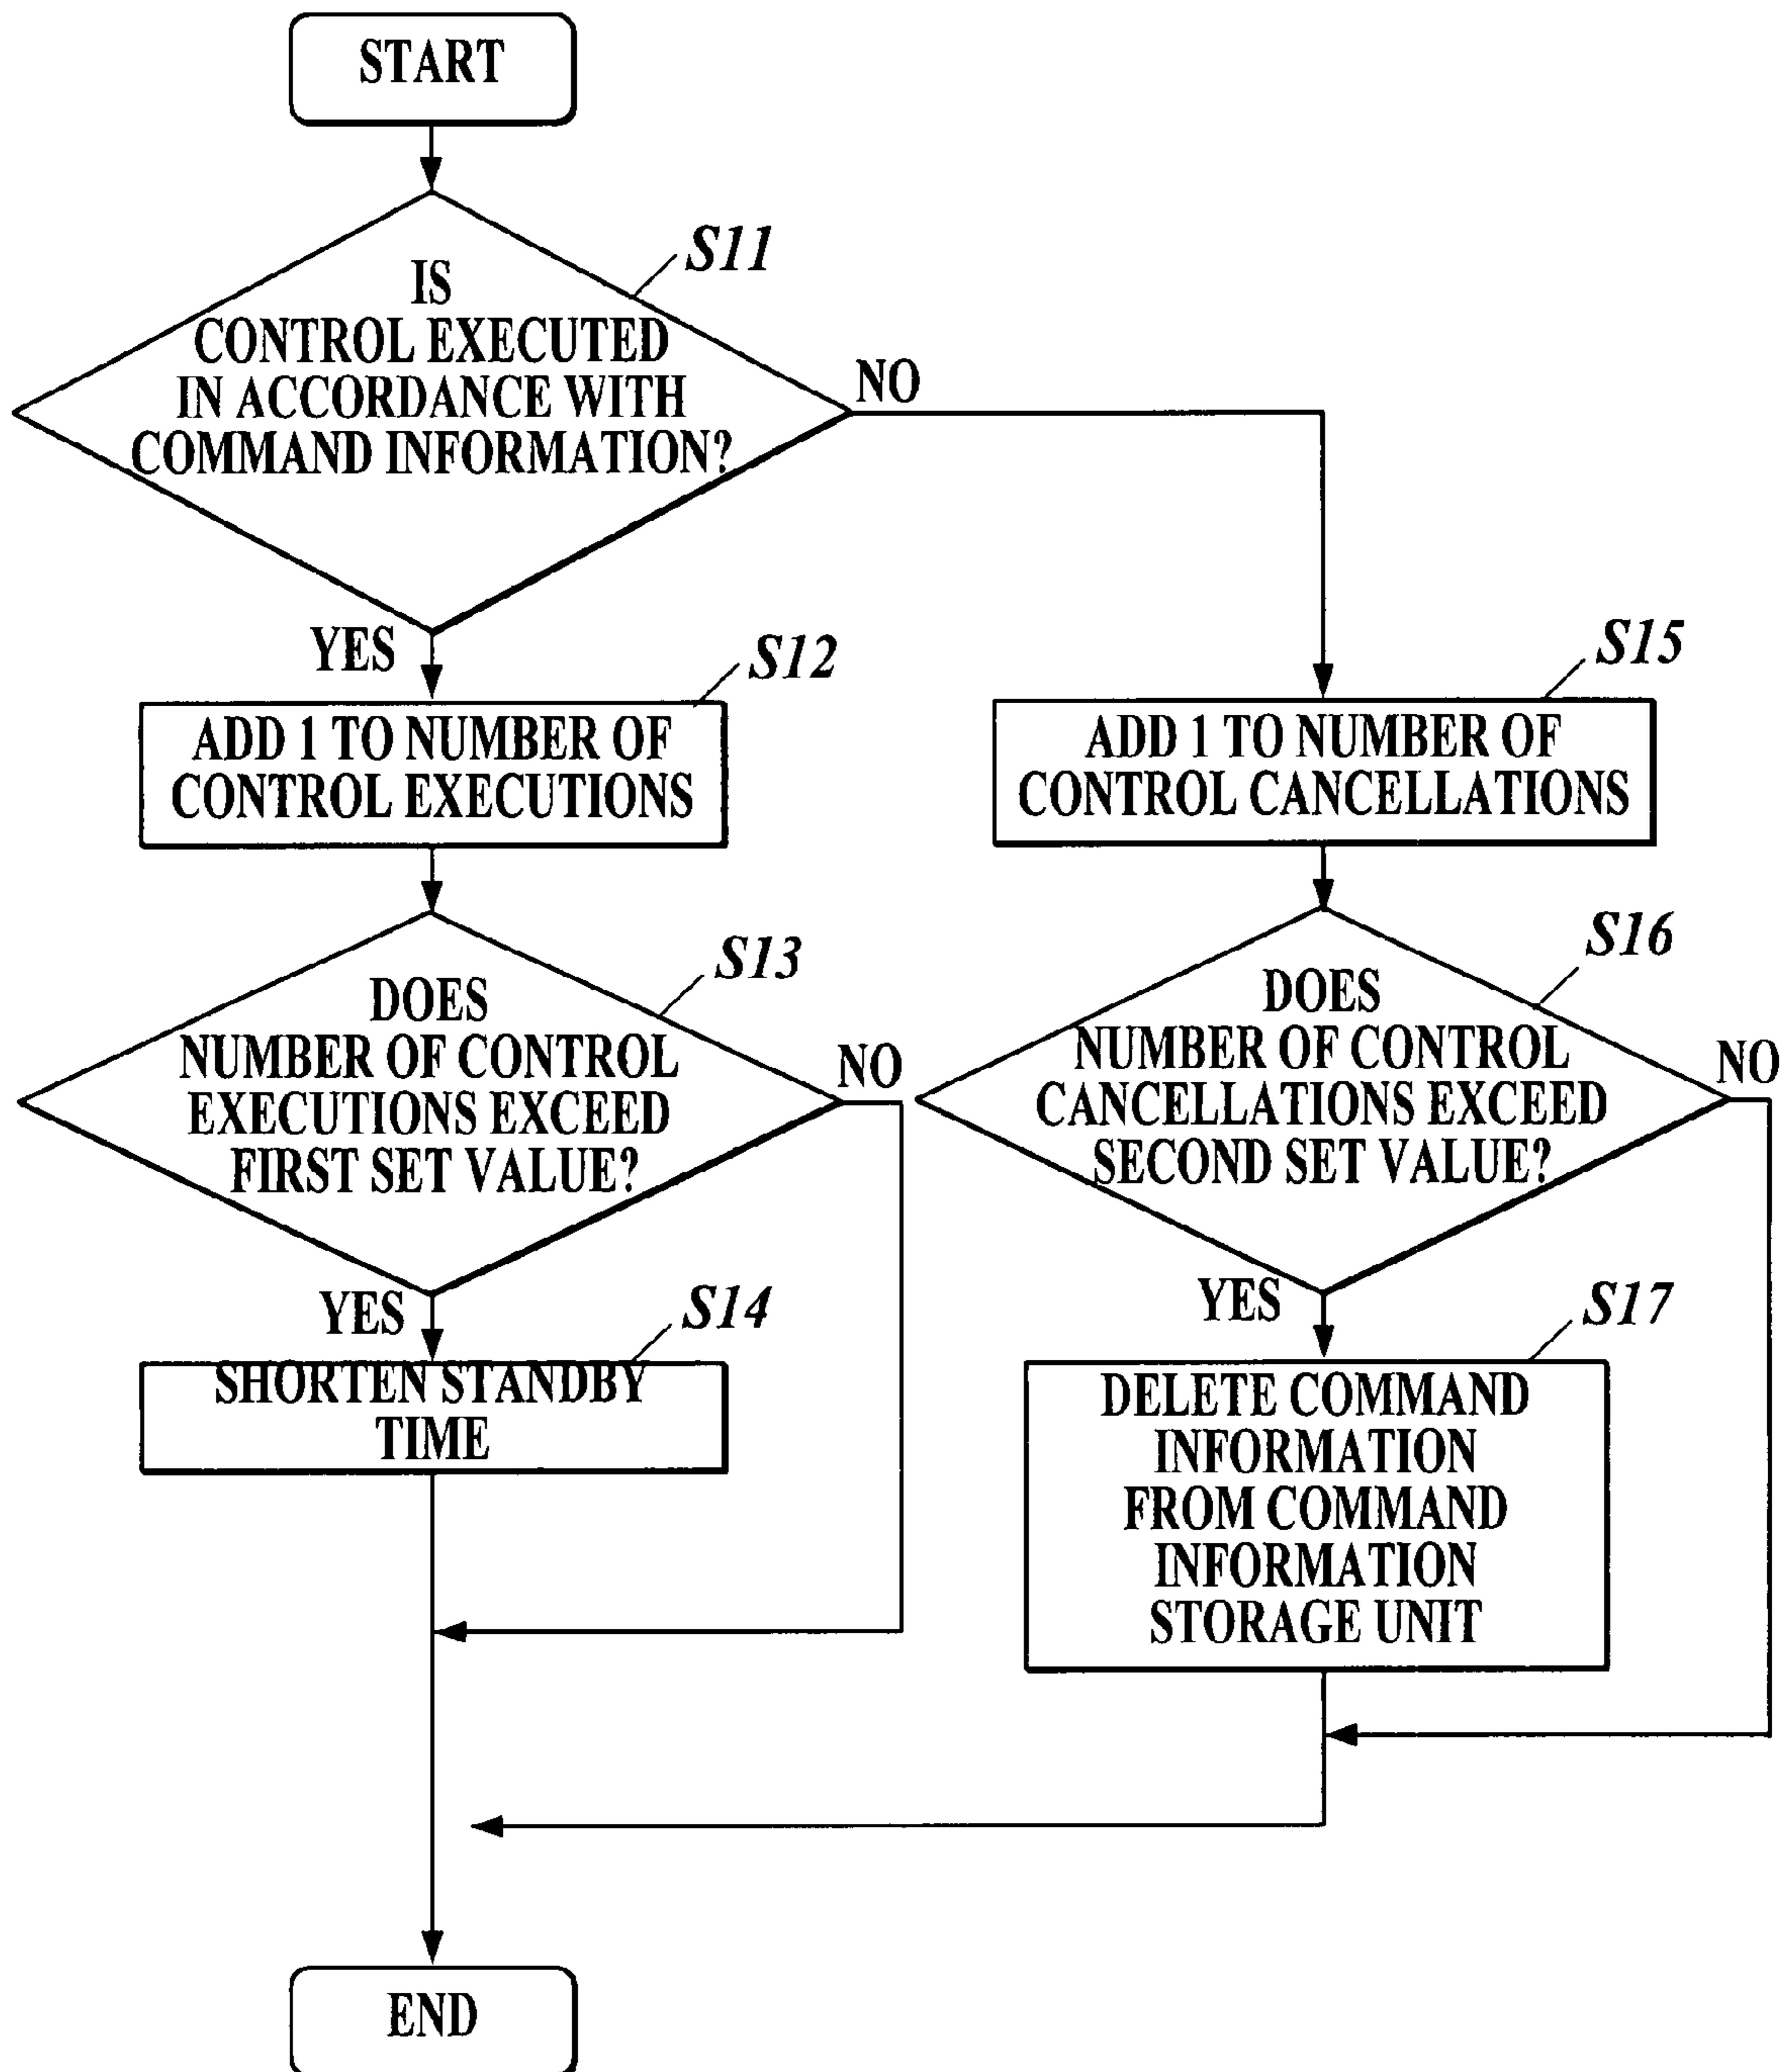 START
S11
IS
CONTROL EXECUTED
IN ACCORDANCE WITH
COMMAND INFORMATION?
NO
YES
S12
ADD 1 TO NUMBER OF
CONTROL EXECUTIONS
S15
ADD 1 TO NUMBER OF
CONTROL CANCELLATIONS
S13
DOES
NUMBER OF CONTROL
EXECUTIONS EXCEED
FIRST SET VALUE?
NO
S16
DOES
NUMBER OF CONTROL
CANCELLATIONS EXCEED
SECOND SET VALUE?
NO
YES
S14
SHORTEN STANDBY
TIME
YES
S17
DELETE COMMAND
INFORMATION
FROM COMMAND
INFORMATION
STORAGE UNIT
END